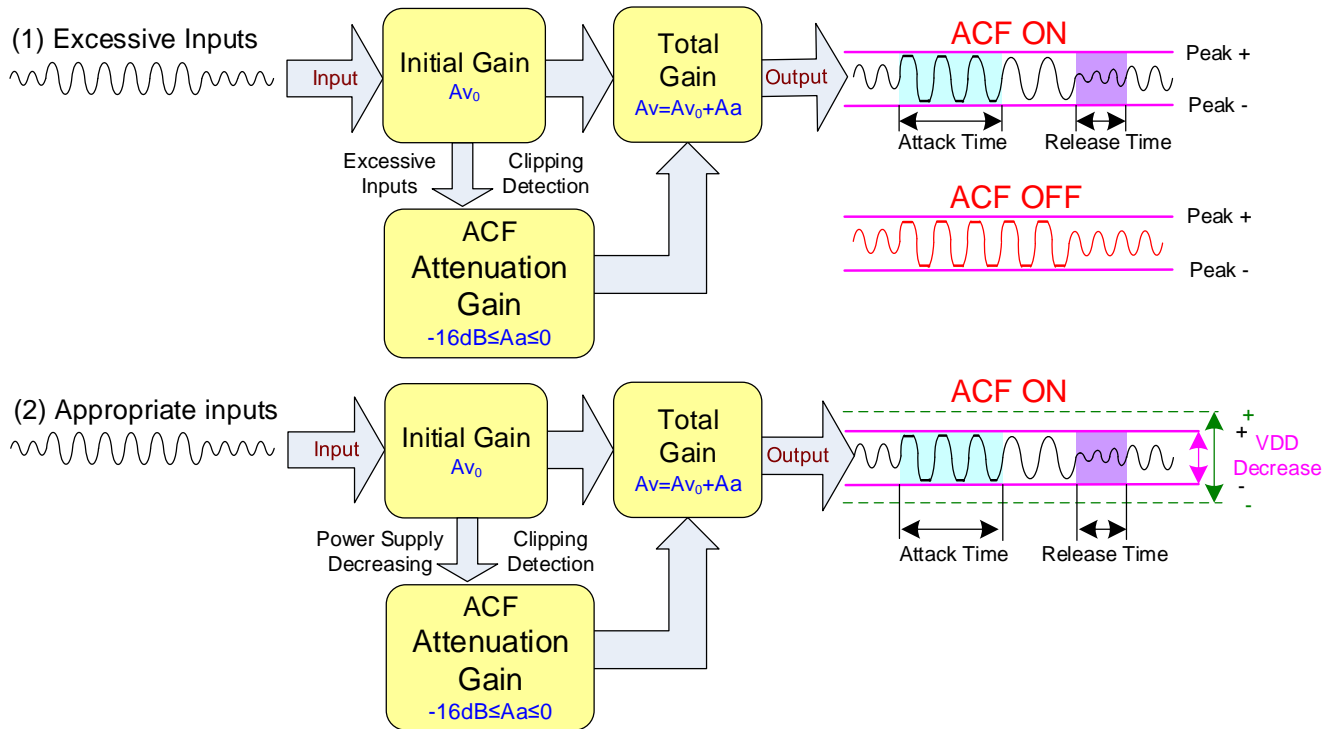 (1) Excessive Inputs
Input
Initial Gain
Av₀
Total
Gain
Av=Av₀+Aa
Output
ACF ON
Peak +
Peak -
Attack Time
Release Time
Excessive
Inputs
Clipping
Detection
ACF
Attenuation
Gain
-16dB≤Aa≤0
ACF OFF
Peak +
Peak -
(2) Appropriate inputs
Input
Initial Gain
Av₀
Total
Gain
Av=Av₀+Aa
Output
ACF ON
+
+
VDD
Decrease
-
-
Attack Time
Release Time
Power Supply
Decreasing
Clipping
Detection
ACF
Attenuation
Gain
-16dB≤Aa≤0